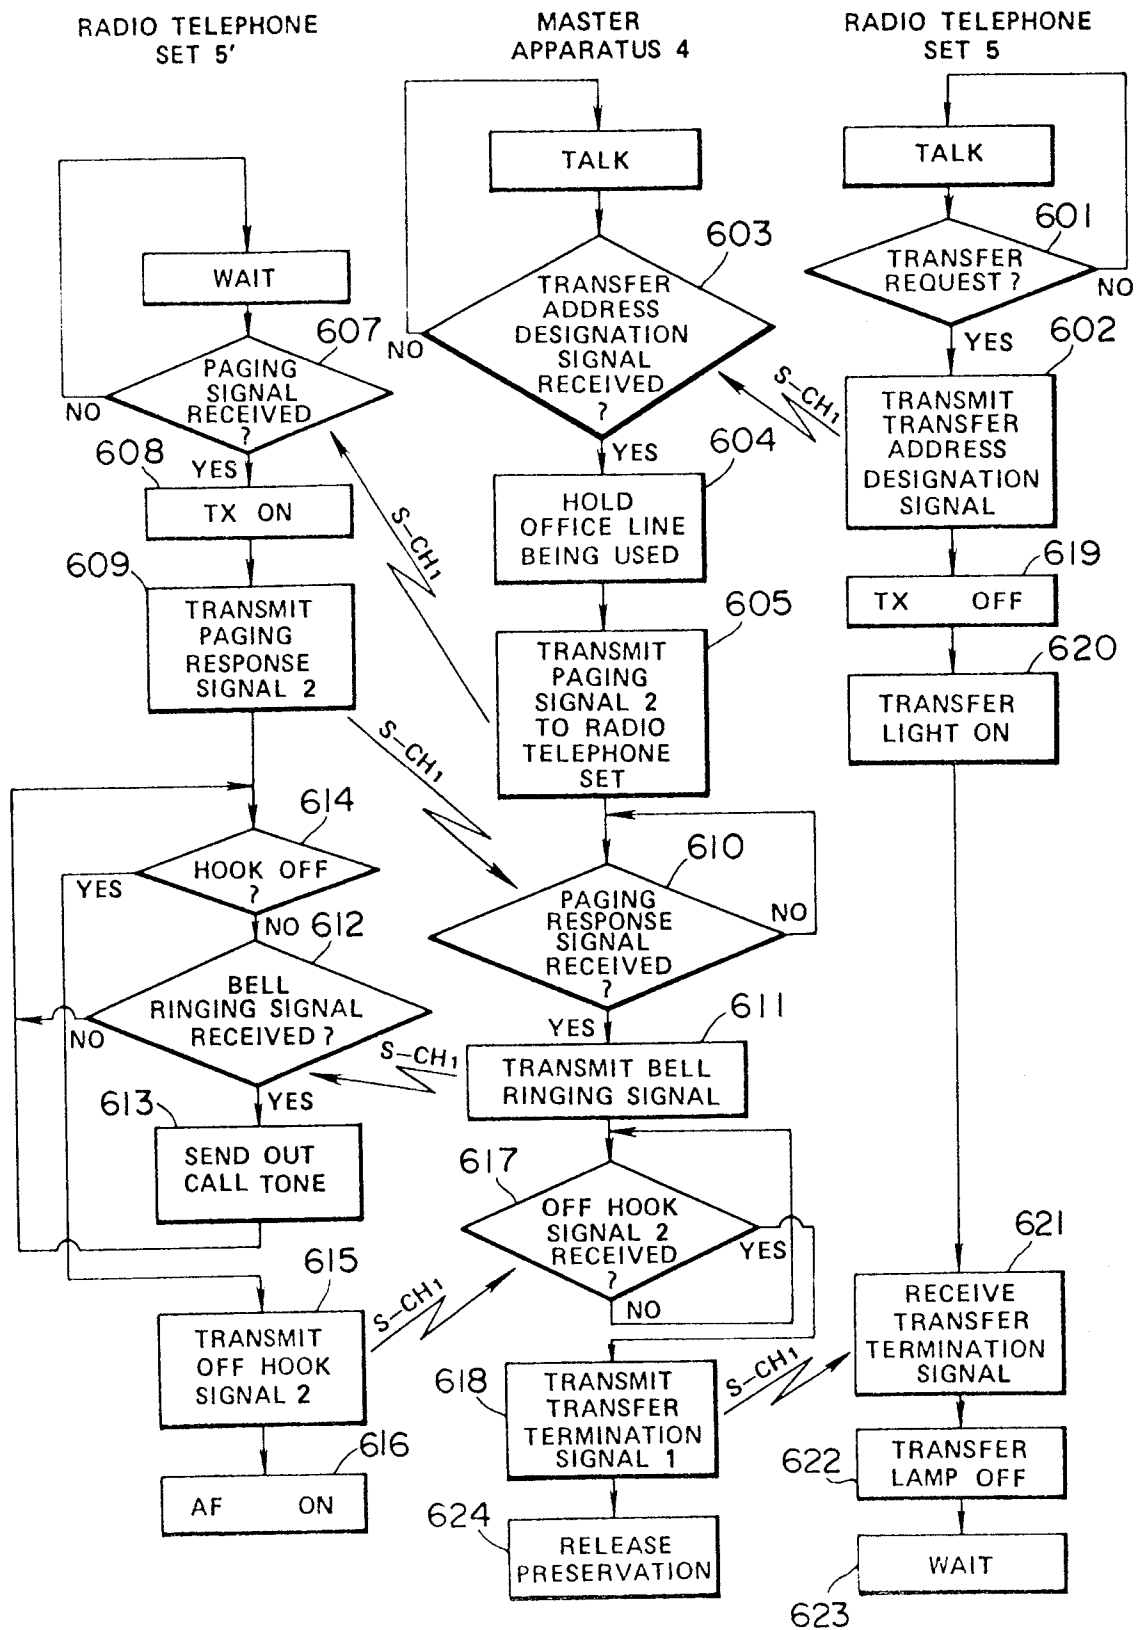 RADIO TELEPHONE
SET 5'
WAIT
607
PAGING
SIGNAL
RECEIVED
?
NO
608
YES
TX ON
S-CH1
609
TRANSMIT
PAGING
RESPONSE
SIGNAL 2
S-CH1
614
HOOK OFF
?
YES
NO
612
BELL
RINGING SIGNAL
RECEIVED ?
NO
YES
613
SEND OUT
CALL TONE
615
TRANSMIT
OFF HOOK
SIGNAL 2
S-CH1
616
AF ON
MASTER
APPARATUS 4
TALK
603
TRANSFER
ADDRESS
DESIGNATION
SIGNAL
RECEIVED
?
NO
YES
604
HOLD
OFFICE LINE
BEING USED
605
TRANSMIT
PAGING
SIGNAL 2
TO RADIO
TELEPHONE
SET
610
PAGING
RESPONSE
SIGNAL
RECEIVED
?
NO
YES
611
TRANSMIT BELL
RINGING SIGNAL
S-CH1
617
OFF HOOK
SIGNAL 2
RECEIVED
?
YES
NO
618
TRANSMIT
TRANSFER
TERMINATION
SIGNAL 1
S-CH1
624
RELEASE
PRESERVATION
RADIO TELEPHONE
SET 5
TALK
601
TRANSFER
REQUEST ?
NO
YES
602
TRANSMIT
TRANSFER
ADDRESS
DESIGNATION
SIGNAL
S-CH1
619
TX OFF
620
TRANSFER
LIGHT ON
621
RECEIVE
TRANSFER
TERMINATION
SIGNAL
622
TRANSFER
LAMP OFF
WAIT
623